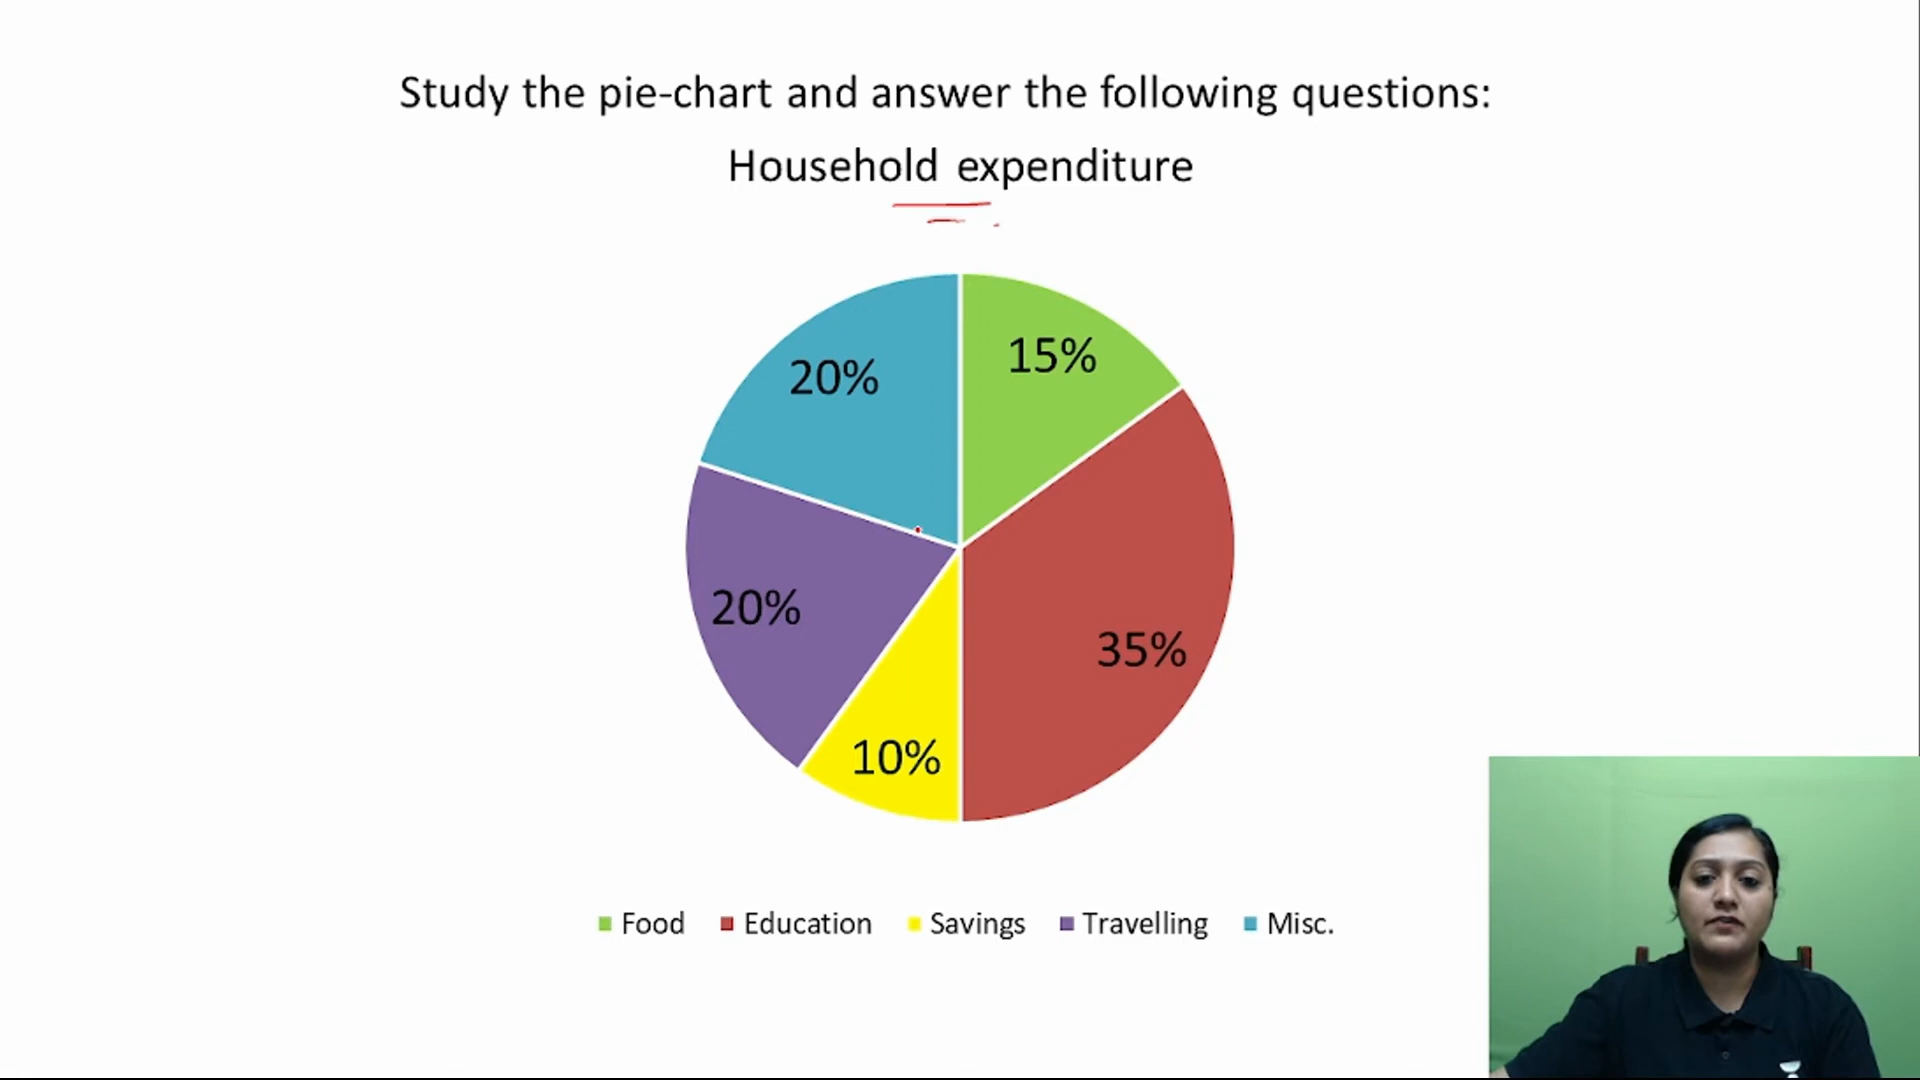 Study the pie-chart and answer the following questions:
Household expenditure
15%
20%
20%
35%
10%
Food Education Savings Travelling Misc.